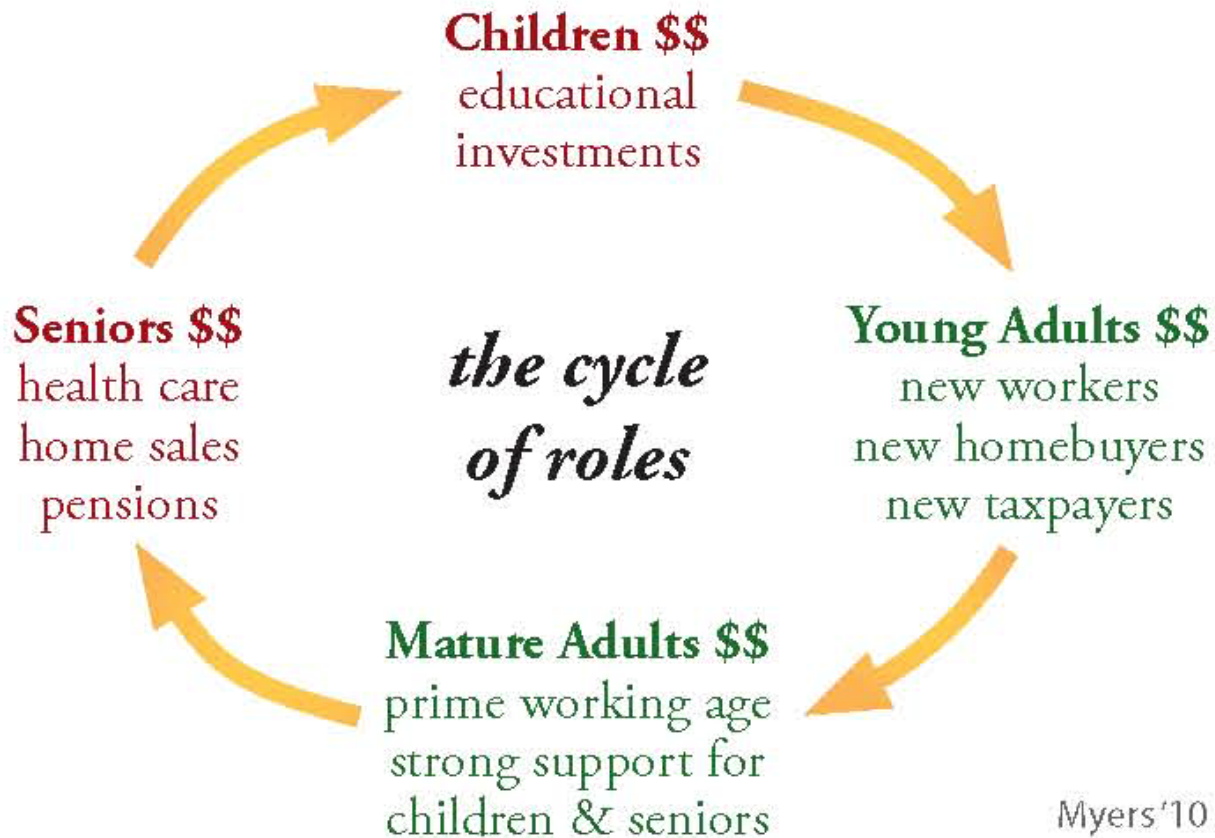 Children $$
educational
investments
Seniors $$
health care
home sales
pensions
the cycle
of roles
Young Adults $$
new workers
new homebuyers
new taxpayers
Mature Adults $$
prime working age
strong support for
children & seniors
Myers'10